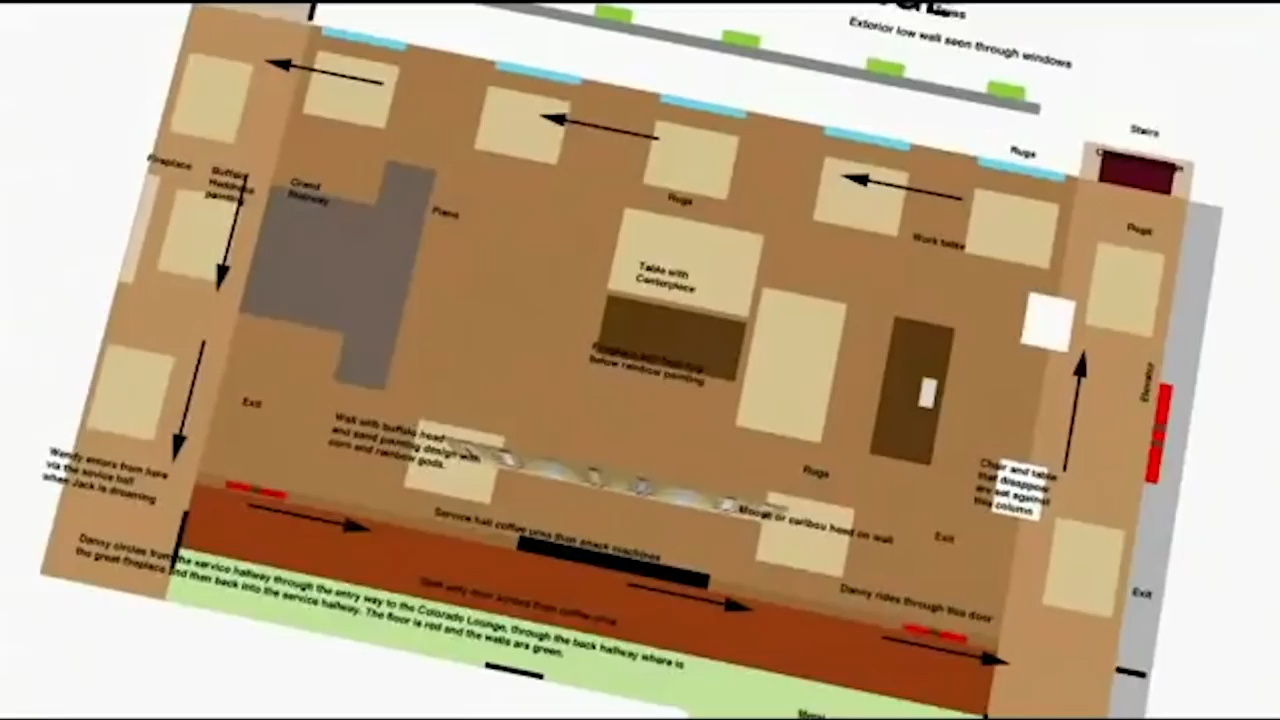 Exterior low wall seen through windows
Stairs
Rugs
Fireplace
Buffalo
Headdress
painting
Grand
Stairway
Piano
Rugs
Rugs
Work table
Table with
Centerpiece
below rainbow painting
Elevator
Exit
Wall with buffalo head
and sand painting design with
corn and rainbow gods.
Rugs
Chair and table
that disappear
are set against
this column
Wendy enters from here
via the sevice hall
when Jack is dreaming
Moose or caribou head on wall
Exit
Service hall coffee urns then snack machines
Danny rides through this door
Exit
Danny circles from the service hallway through the entry way to the Colorado Lounge, through the back hallway where is
the great fireplace and then back into the service hallway. The floor is red and the walls are green.